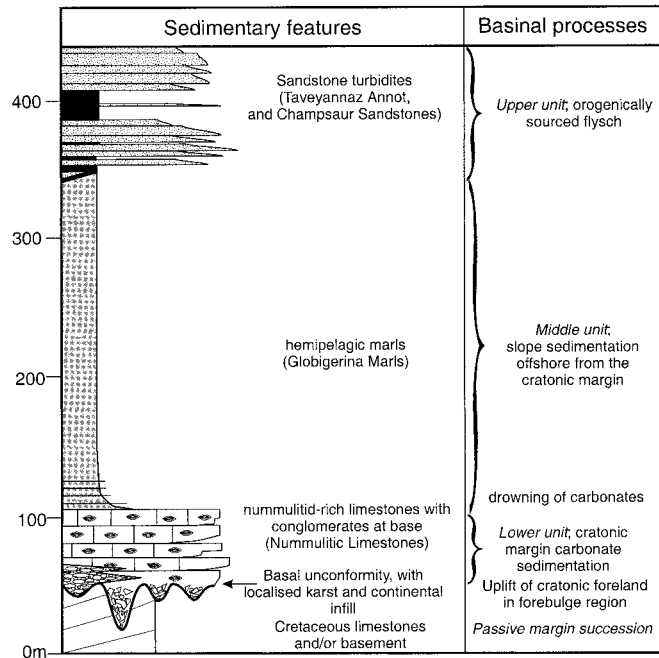 Sedimentary features
Basinal processes
400
300
200
100
0m
Sandstone turbidites
(Taveyannaz Annot,
and Champsaur Sandstones)
Upper unit; orogenically
sourced flysch
hemipelagic marls
(Globigerina Marls)
Middle unit;
slope sedimentation
offshore from the
cratonic margin
drowning of carbonates
nummulitid-rich limestones with
conglomerates at base
(Nummulitic Limestones)
Lower unit; cratonic
margin carbonate
sedimentation
Basal unconformity, with
localised karst and continental
infill
Uplift of cratonic foreland
in forebulge region
Cretaceous limestones
and/or basement
Passive margin succession